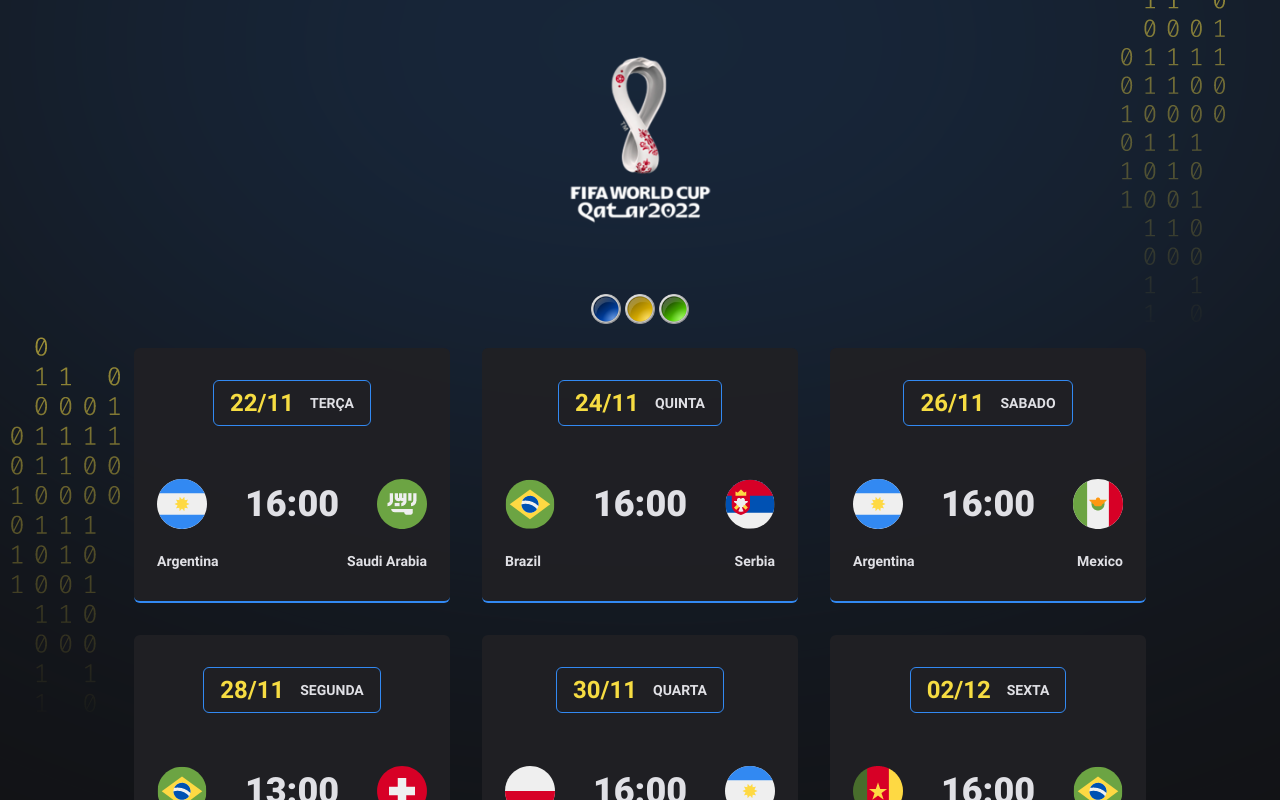 FIFA WORLD CUP
Qatar2022
TM
22/11 TERÇA
16:00
Argentina Saudi Arabia
24/11 QUINTA
16:00
Brazil Serbia
26/11 SABADO
16:00
Argentina Mexico
28/11 SEGUNDA
13:00
30/11 QUARTA
16:00
02/12 SEXTA
16:00